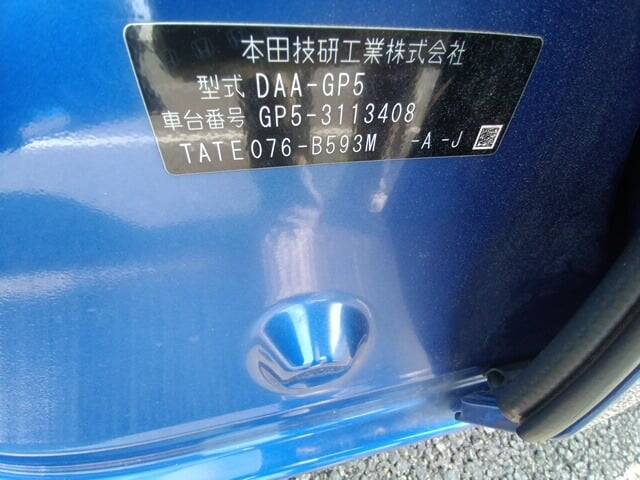 本田技研工業株式会社
型式 DAA-GP5
車台番号 GP5-3113408
TATE076-B593M -A -J